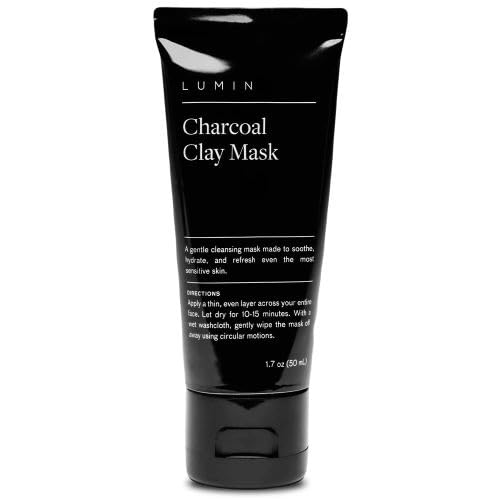 LUMIN
Charcoal
Clay Mask
A gentle cleansing mask made to soothe,
hydrate, and refresh even the most
sensitive skin.
DIRECTIONS
Apply a thin, even layer across your entire
face. Let dry for 10-15 minutes. With a
wet washcloth, gently wipe the mask off
away using circular motions.
1.7 oz (50 mL)